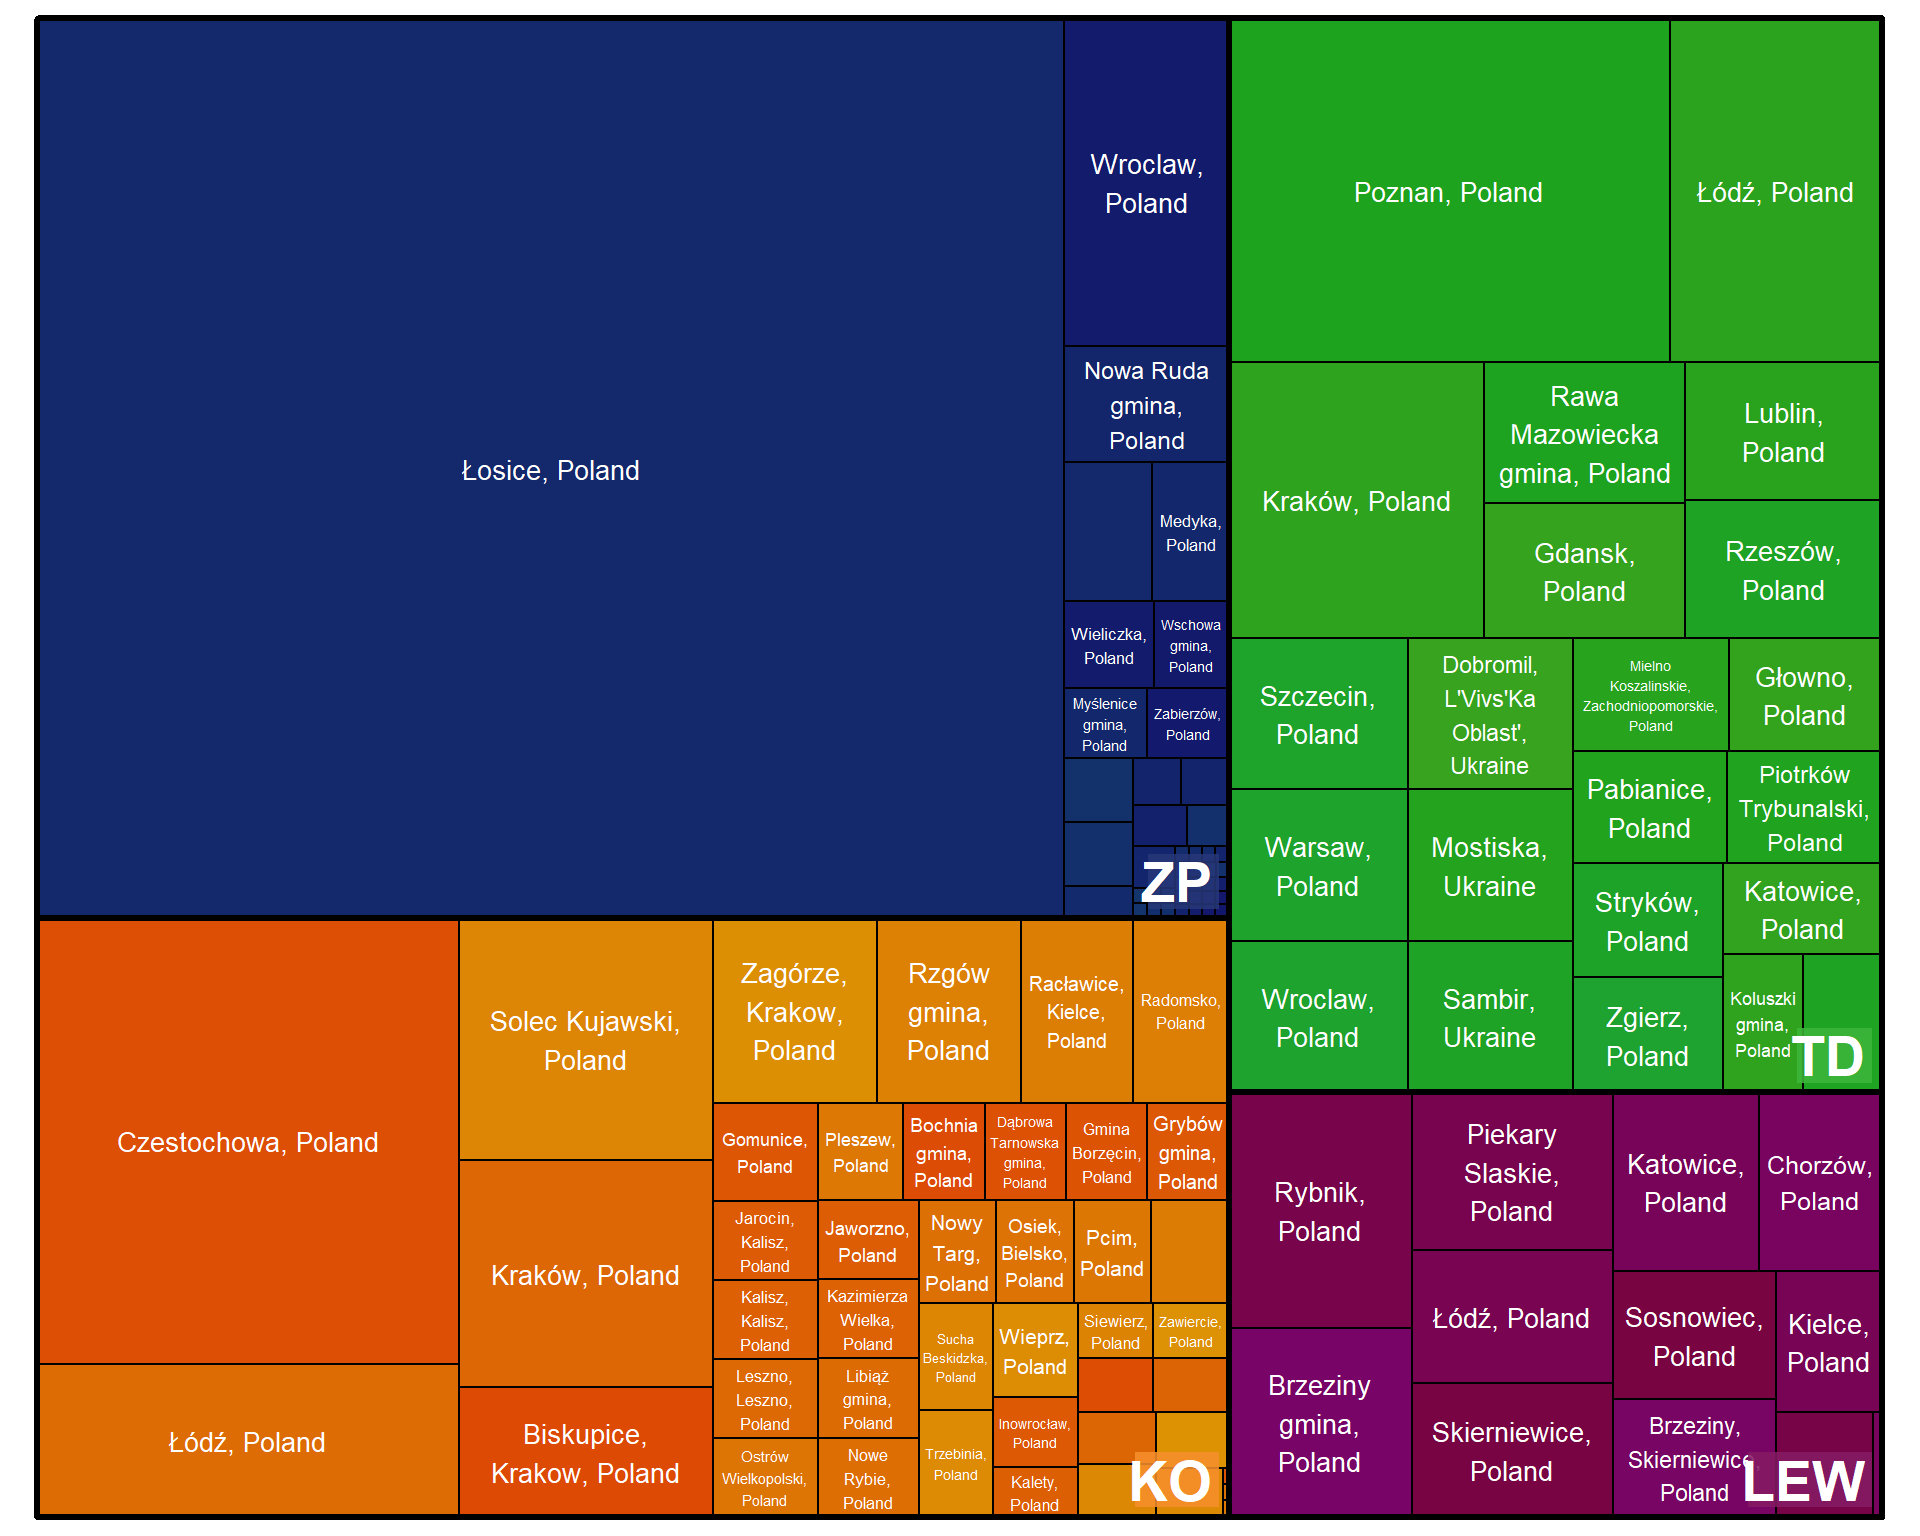 Łosice, Poland
Wroclaw,
Poland
Nowa Ruda
gmina,
Poland
Medyka,
Poland
Wieliczka,
Poland
Wschowa
gmina,
Poland
Myślenice
gmina,
Poland
Zabierzów,
Poland
ZP
Poznan, Poland
Łódź, Poland
Kraków, Poland
Rawa
Mazowiecka
gmina, Poland
Lublin,
Poland
Gdansk,
Poland
Rzeszów,
Poland
Szczecin,
Poland
Dobromil,
L'Vivs'Ka
Oblast',
Ukraine
Mielno
Koszalinskie,
Zachodniopomorskie,
Poland
Głowno,
Poland
Warsaw,
Poland
Mostiska,
Ukraine
Pabianice,
Poland
Piotrków
Trybunalski,
Poland
Wroclaw,
Poland
Sambir,
Ukraine
Stryków,
Poland
Katowice,
Poland
Zgierz,
Poland
Koluszki
gmina,
Poland
TD
Czestochowa, Poland
Łódź, Poland
Solec Kujawski,
Poland
Kraków, Poland
Biskupice,
Krakow, Poland
Zagórze,
Krakow,
Poland
Rzgów
gmina,
Poland
Racławice,
Kielce,
Poland
Radomsko,
Poland
Gomunice,
Poland
Pleszew,
Poland
Bochnia
gmina,
Poland
Dąbrowa
Tarnowska
gmina,
Poland
Gmina
Borzęcin,
Poland
Grybów
gmina,
Poland
Jarocin,
Kalisz,
Poland
Jaworzno,
Poland
Nowy
Targ,
Poland
Osiek,
Bielsko,
Poland
Pcim,
Poland
Kalisz,
Kalisz,
Poland
Kazimierza
Wielka,
Poland
Sucha
Beskidzka,
Poland
Wieprz,
Poland
Siewierz,
Poland
Zawiercie,
Poland
Leszno,
Leszno,
Poland
Libiąż
gmina,
Poland
Trzebinia,
Poland
Inowrocław,
Poland
Ostrów
Wielkopolski,
Poland
Nowe
Rybie,
Poland
Kalety,
Poland
KO
Rybnik,
Poland
Piekary
Slaskie,
Poland
Katowice,
Poland
Chorzów,
Poland
Łódź, Poland
Sosnowiec,
Poland
Kielce,
Poland
Brzeziny
gmina,
Poland
Skierniewice,
Poland
Brzeziny,
Skierniewice,
Poland
LEW